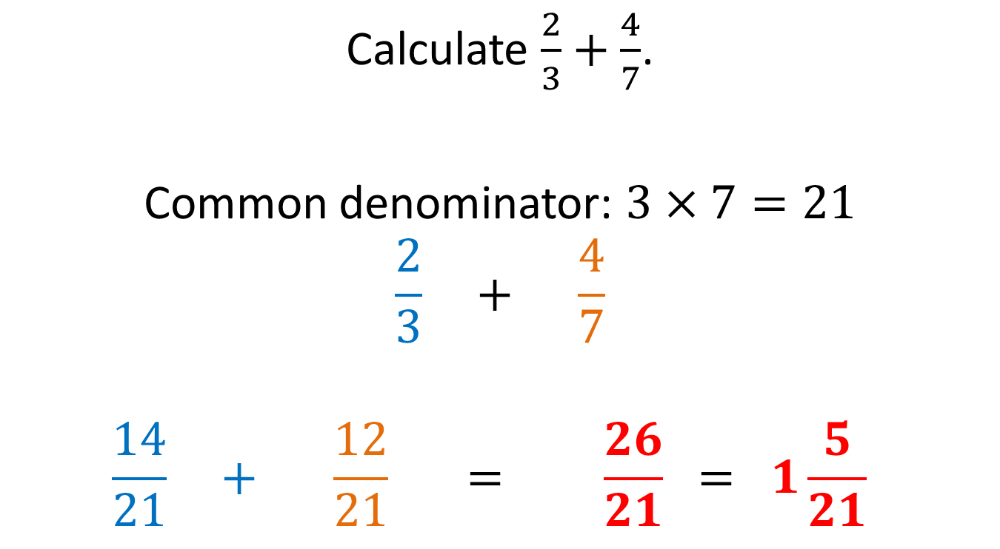 Calculate 2/3 + 4/7.
Common denominator: 3 × 7 = 21
2/3 + 4/7
14/21 + 12/21 = 26/21 = 1 5/21